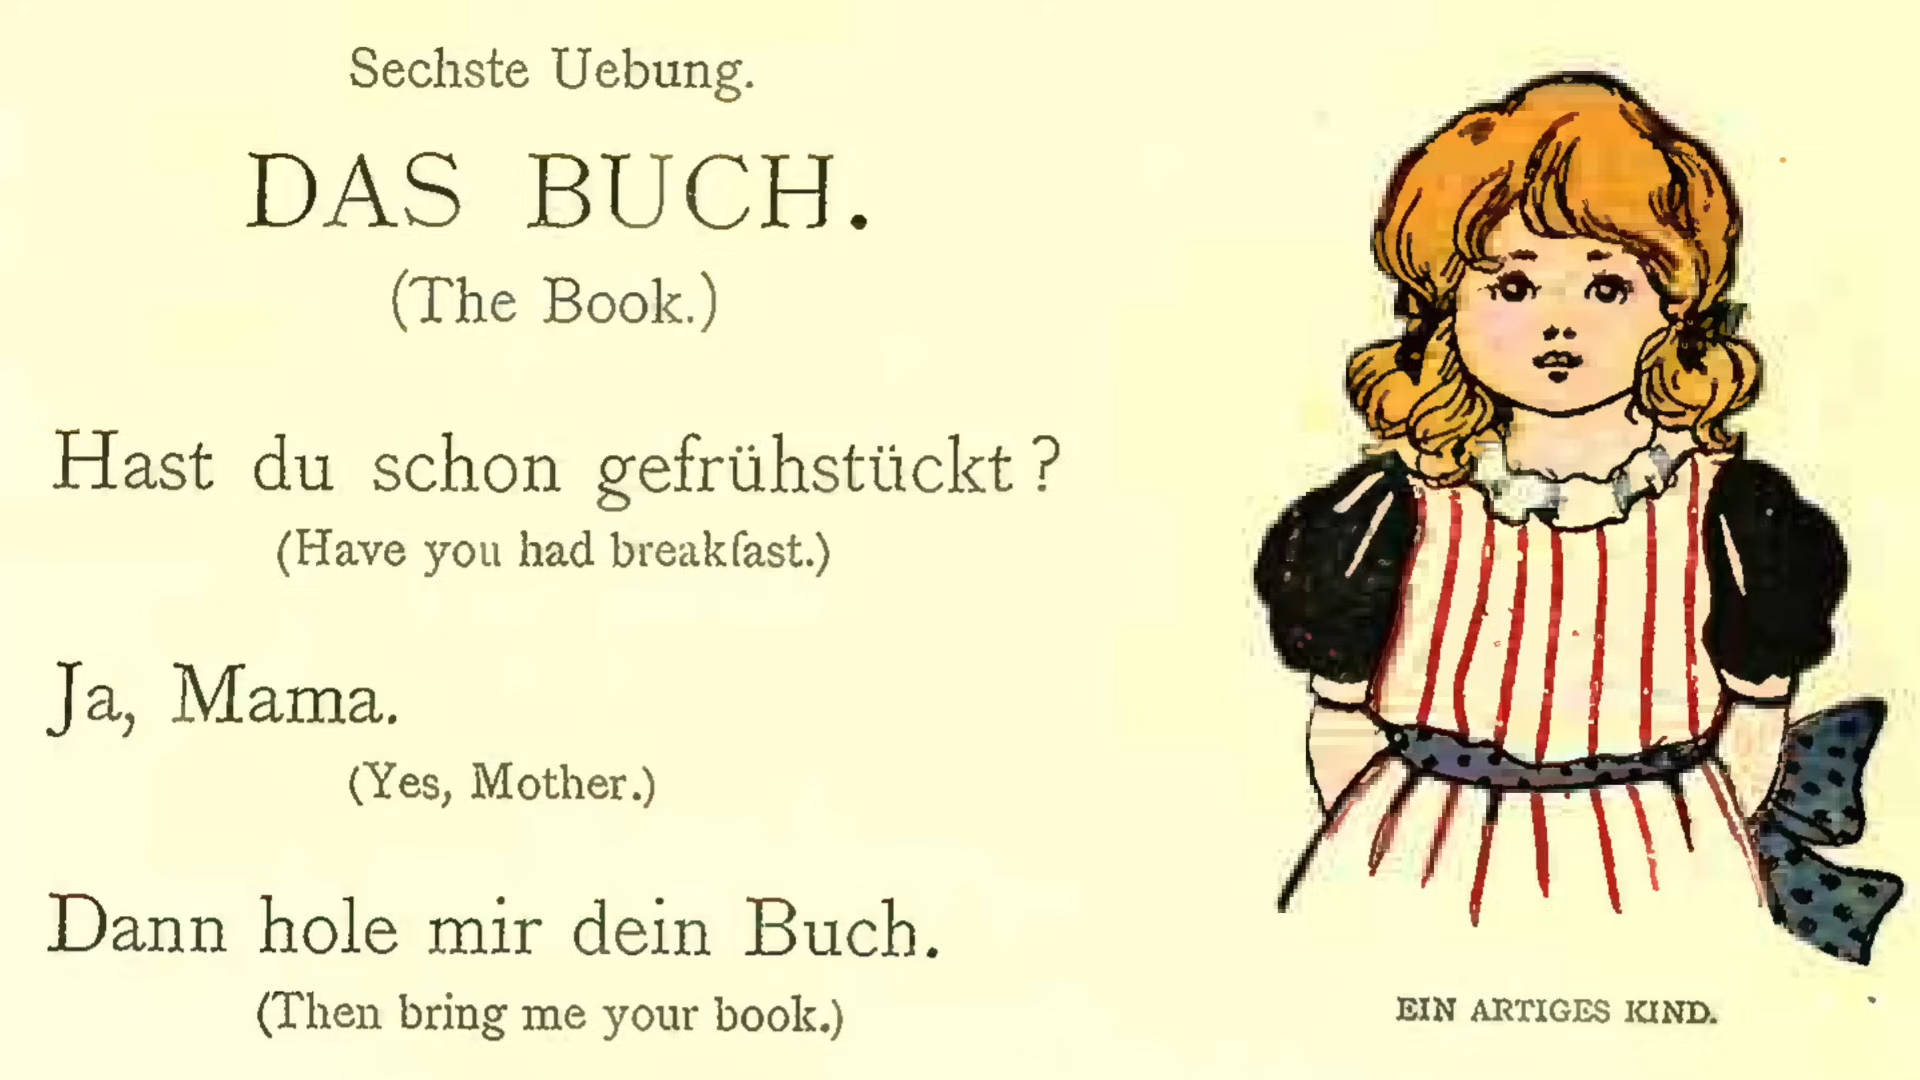 Sechste Uebung.
DAS BUCH.
(The Book.)
Hast du schon gefrühstückt ?
(Have you had breakfast.)
Ja, Mama.
(Yes, Mother.)
Dann hole mir dein Buch.
(Then bring me your book.)
EIN ARTIGES KIND.